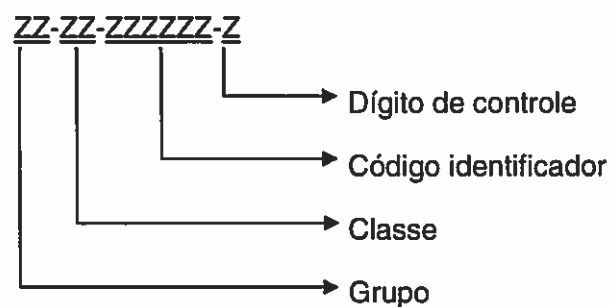 ZZ-ZZ-ZZZZZZ-Z
Dígito de controle
Código identificador
Classe
Grupo